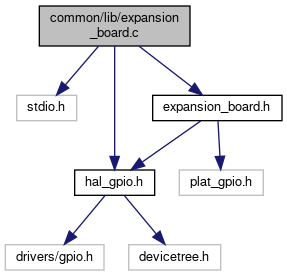 common/lib/expansion
_board.c
stdio.h
expansion_board.h
hal_gpio.h
plat_gpio.h
drivers/gpio.h
devicetree.h